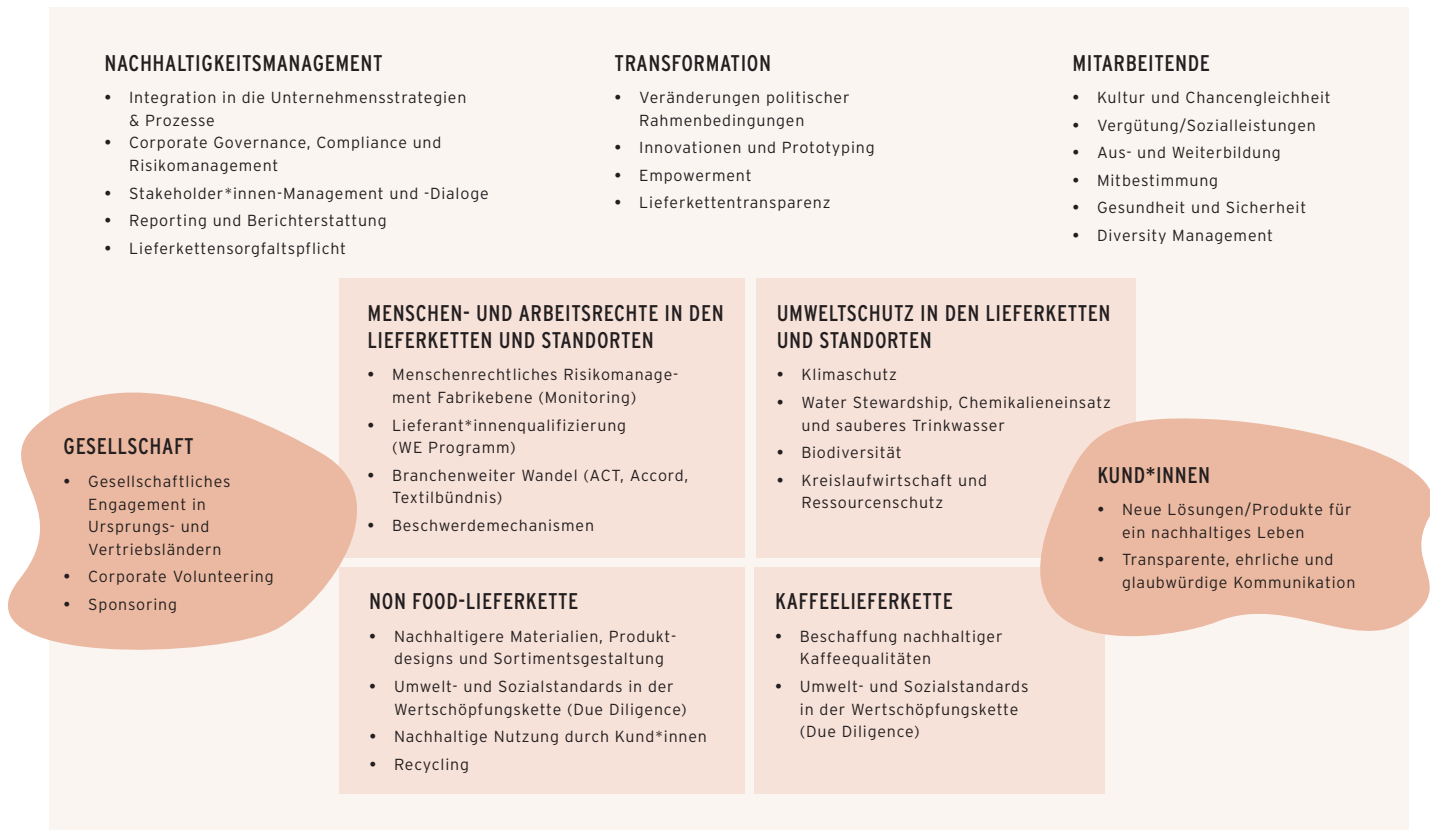 NACHHALTIGKEITSMANAGEMENT
• Integration in die Unternehmensstrategien
& Prozesse
• Corporate Governance, Compliance und
Risikomanagement
• Stakeholder*innen-Management und -Dialoge
• Reporting und Berichterstattung
• Lieferkettensorgfaltspflicht
TRANSFORMATION
• Veränderungen politischer
Rahmenbedingungen
• Innovationen und Prototyping
• Empowerment
• Lieferkettentransparenz
MITARBEITENDE
• Kultur und Chancengleichheit
• Vergütung/Sozialleistungen
• Aus- und Weiterbildung
• Mitbestimmung
• Gesundheit und Sicherheit
• Diversity Management
MENSCHEN- UND ARBEITSRECHTE IN DEN
LIEFERKETTEN UND STANDORTEN
• Menschenrechtliches Risikomanage-
ment Fabrikebene (Monitoring)
• Lieferant*innenqualifizierung
(WE Programm)
• Branchenweiter Wandel (ACT, Accord,
Textilbündnis)
• Beschwerdemechanismen
UMWELTSCHUTZ IN DEN LIEFERKETTEN
UND STANDORTEN
• Klimaschutz
• Water Stewardship, Chemikalieneinsatz
und sauberes Trinkwasser
• Biodiversität
• Kreislaufwirtschaft und
Ressourcenschutz
GESELLSCHAFT
• Gesellschaftliches
Engagement in
Ursprungs- und
Vertriebsländern
• Corporate Volunteering
• Sponsoring
KUND*INNEN
• Neue Lösungen/Produkte für
ein nachhaltiges Leben
• Transparente, ehrliche und
glaubwürdige Kommunikation
NON FOOD-LIEFERKETTE
• Nachhaltigere Materialien, Produkt-
designs und Sortimentsgestaltung
• Umwelt- und Sozialstandards in der
Wertschöpfungskette (Due Diligence)
• Nachhaltige Nutzung durch Kund*innen
• Recycling
KAFFEELIEFERKETTE
• Beschaffung nachhaltiger
Kaffeequalitäten
• Umwelt- und Sozialstandards
in der Wertschöpfungskette
(Due Diligence)